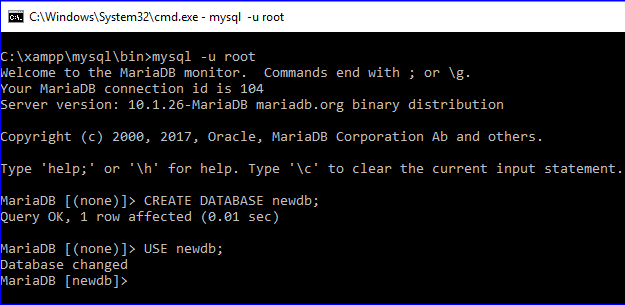 C:\Windows\System32\cmd.exe - mysql  -u root
C:\xampp\mysql\bin>mysql -u root
Welcome to the MariaDB monitor.  Commands end with ; or \g.
Your MariaDB connection id is 104
Server version: 10.1.26-MariaDB mariadb.org binary distribution
Copyright (c) 2000, 2017, Oracle, MariaDB Corporation Ab and others.
Type 'help;' or '\h' for help. Type '\c' to clear the current input statement.
MariaDB [(none)]> CREATE DATABASE newdb;
Query OK, 1 row affected (0.01 sec)
MariaDB [(none)]> USE newdb;
Database changed
MariaDB [newdb]>